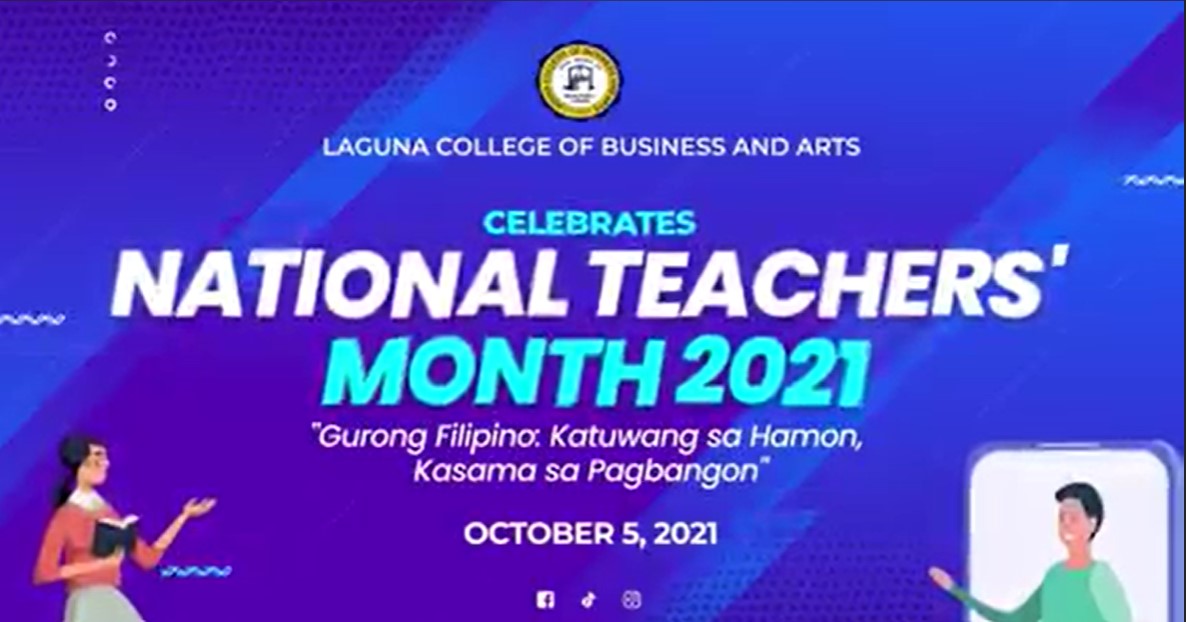 LAGUNA COLLEGE OF BUSINESS AND ARTS
CELEBRATES
NATIONAL TEACHERS'
MONTH 2021
"Gurong Filipino: Katuwang sa Hamon,
Kasama sa Pagbangon"
OCTOBER 5, 2021